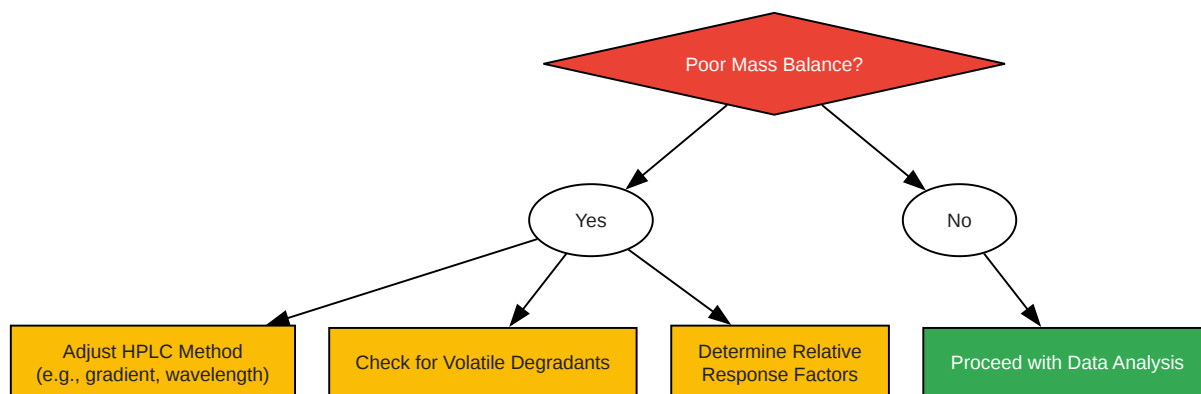 Poor Mass Balance?
Yes
No
Adjust HPLC Method
(e.g., gradient, wavelength)
Check for Volatile Degradants
Determine Relative
Response Factors
Proceed with Data Analysis